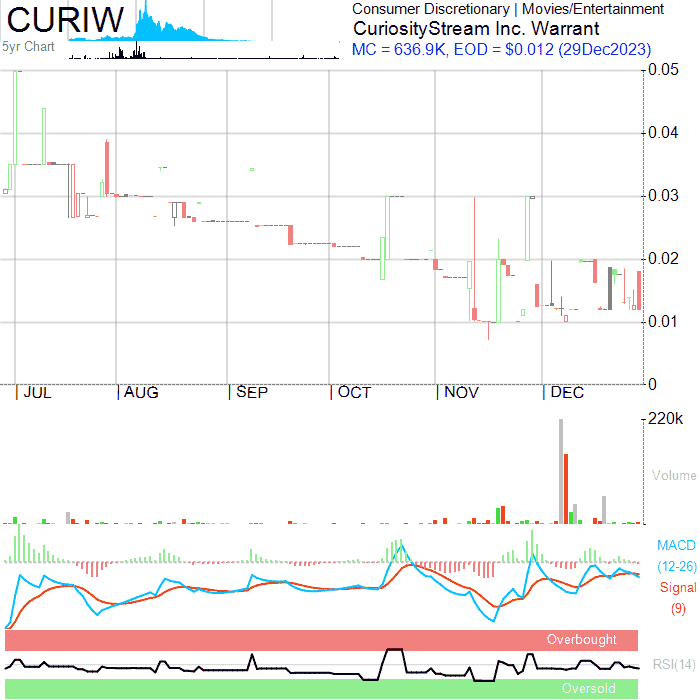 CURIW
Consumer Discretionary | Movies/Entertainment
CuriosityStream Inc. Warrant
5yr Chart
MC = 636.9K, EOD = $0.012 (29Dec2023)
0.05
0.04
0.03
0.02
0.01
0
JUL AUG SEP OCT NOV DEC
220k
Volume
MACD
(12-26)
Signal
(9)
Overbought
RSI(14)
Oversold